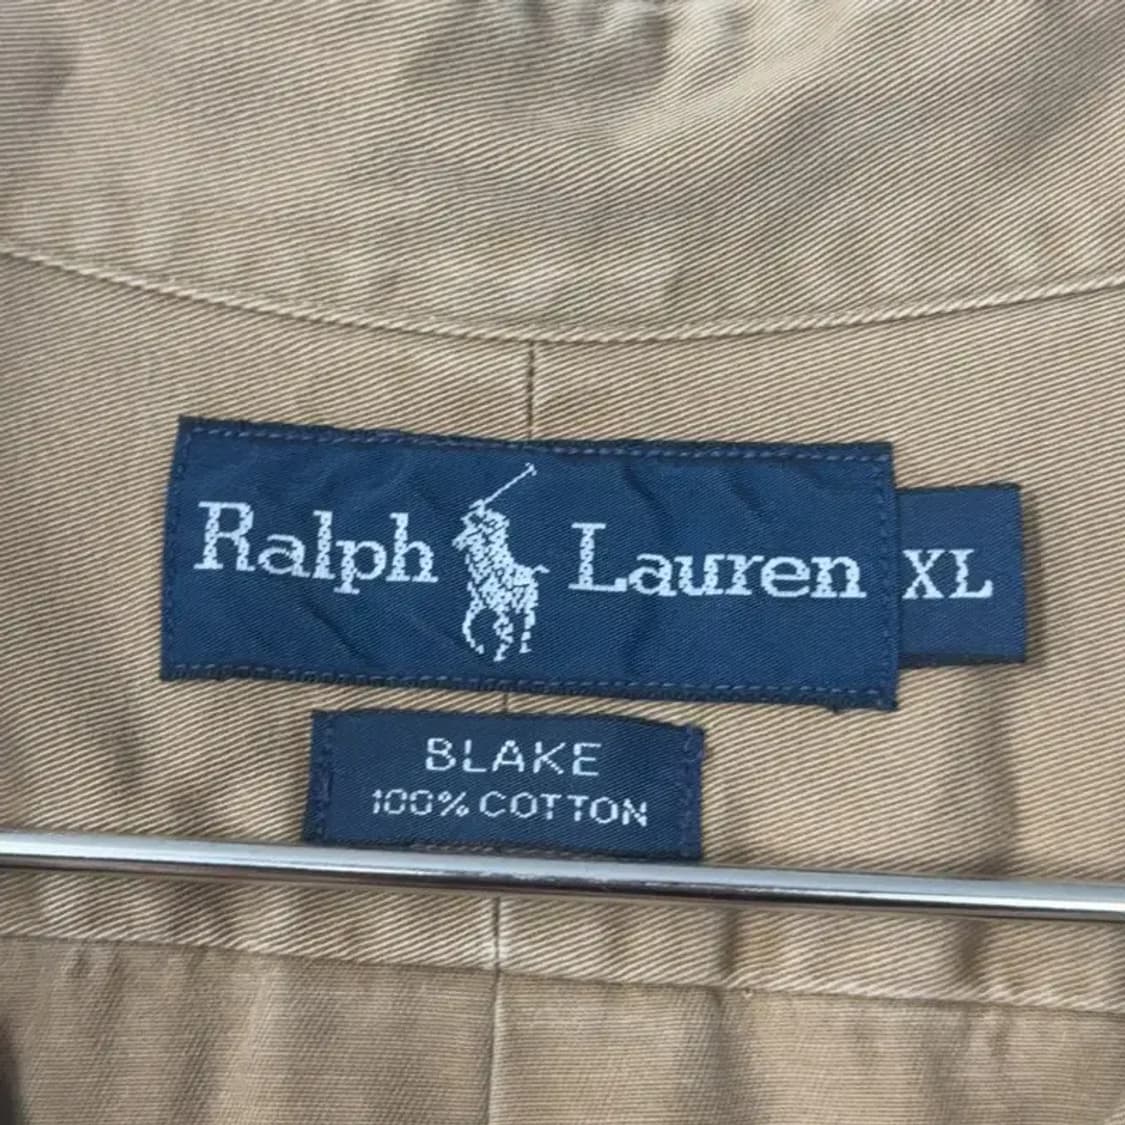 Ralph Lauren XL
BLAKE
100% COTTON